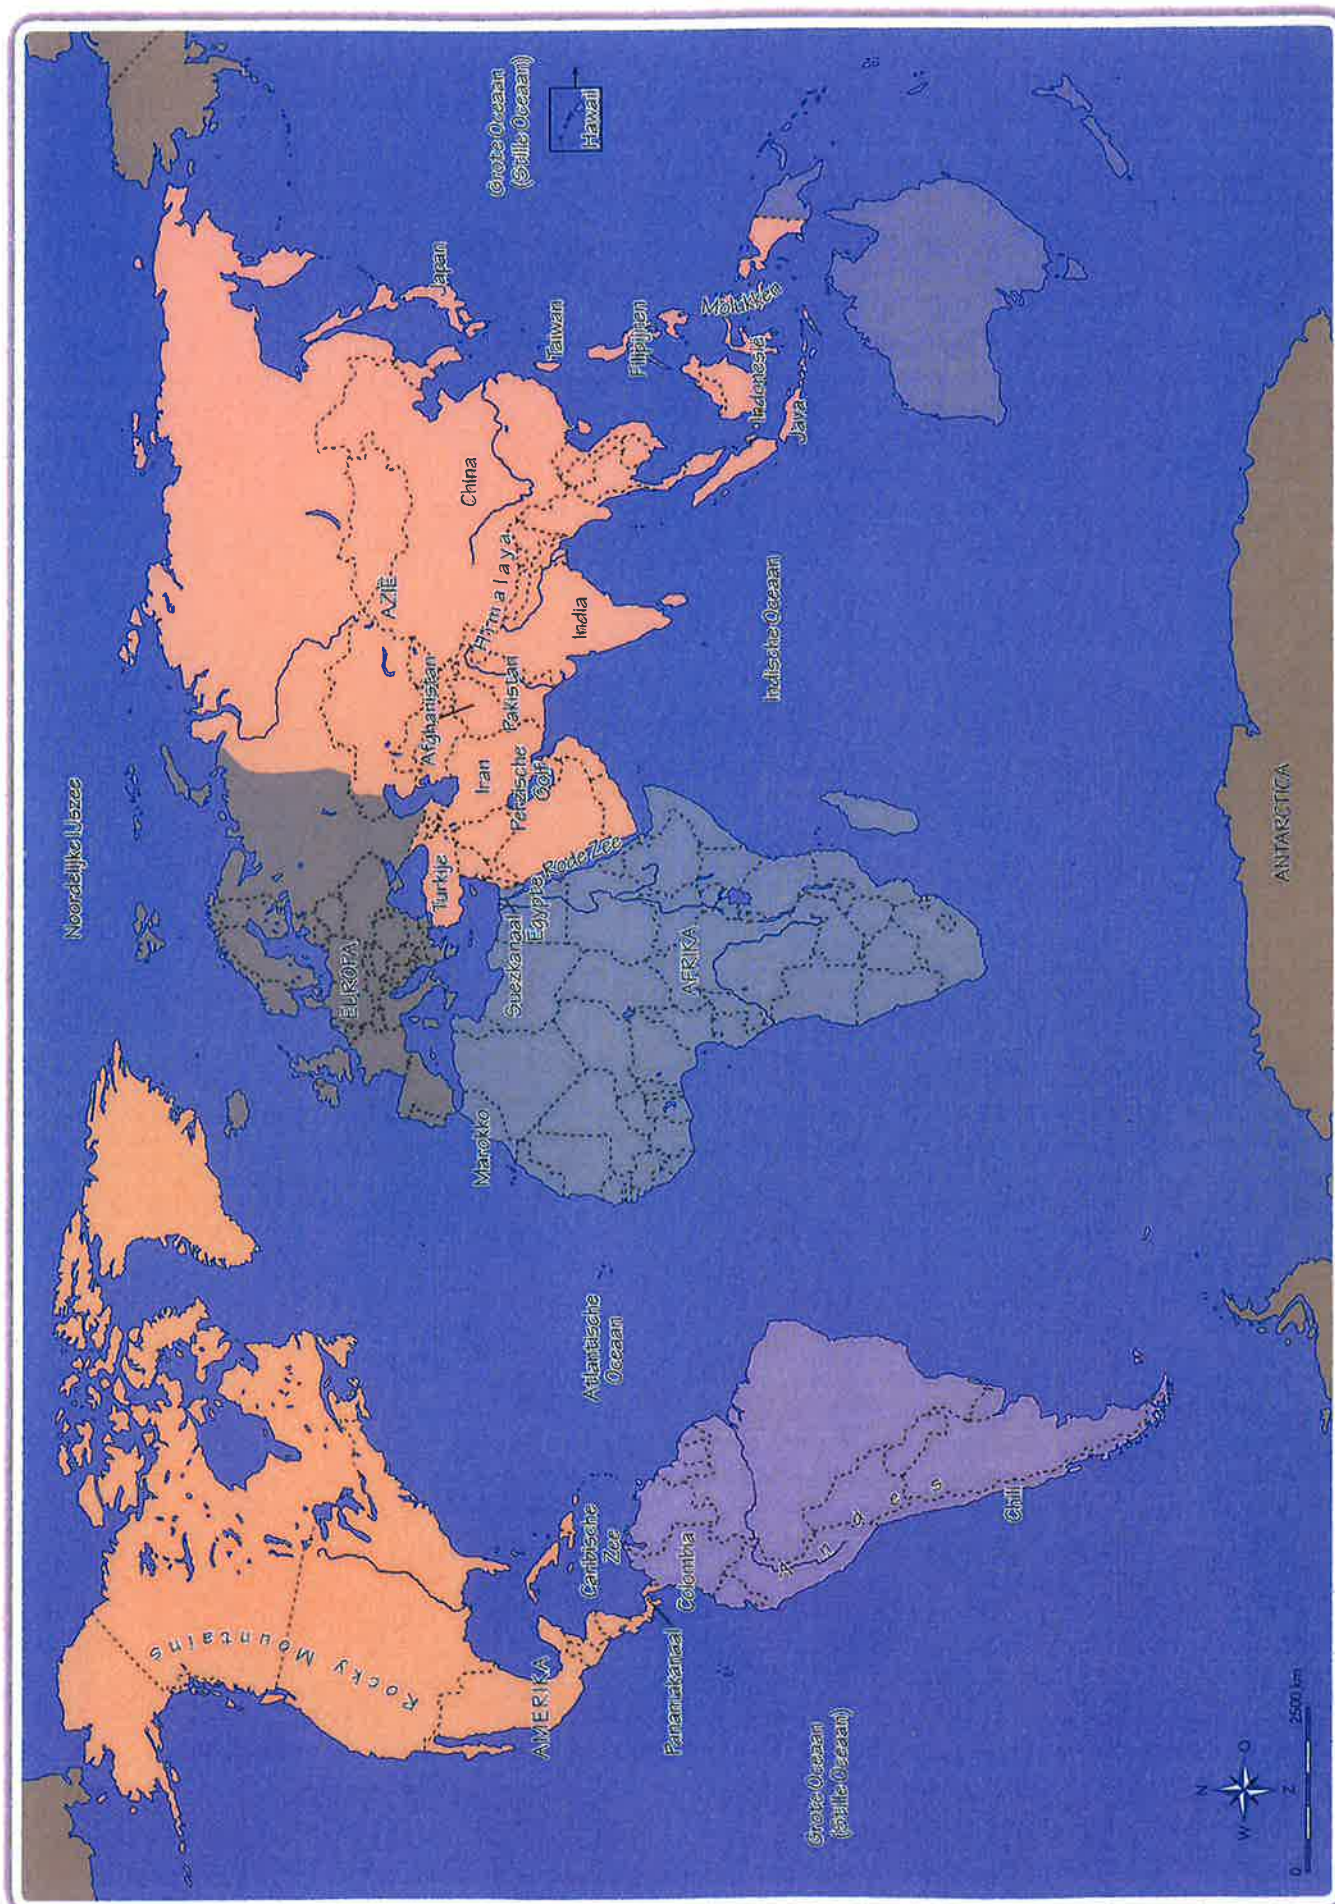 Noordelijke IJszee
EUROPA
AZIË
Turkije
Afghanistan
Iran
Pakistan
Perzische
Golf
Himalaya
China
India
Japan
Taiwan
Filipijnen
Molukken
Indonesië
Java
Grote Oceaan
(Stille Oceaan)
Hawaii
Marokko
Suezkanaal
Egypte
Rode Zee
AFRIKA
Indische Oceaan
Rocky Mountains
AMERIKA
Caribische
Zee
Atlantische
Oceaan
Panamakanaal
Colombia
Andes
Chili
Grote Oceaan
(Stille Oceaan)
ANTARCTICA
N
W
O
Z
0
2500 km